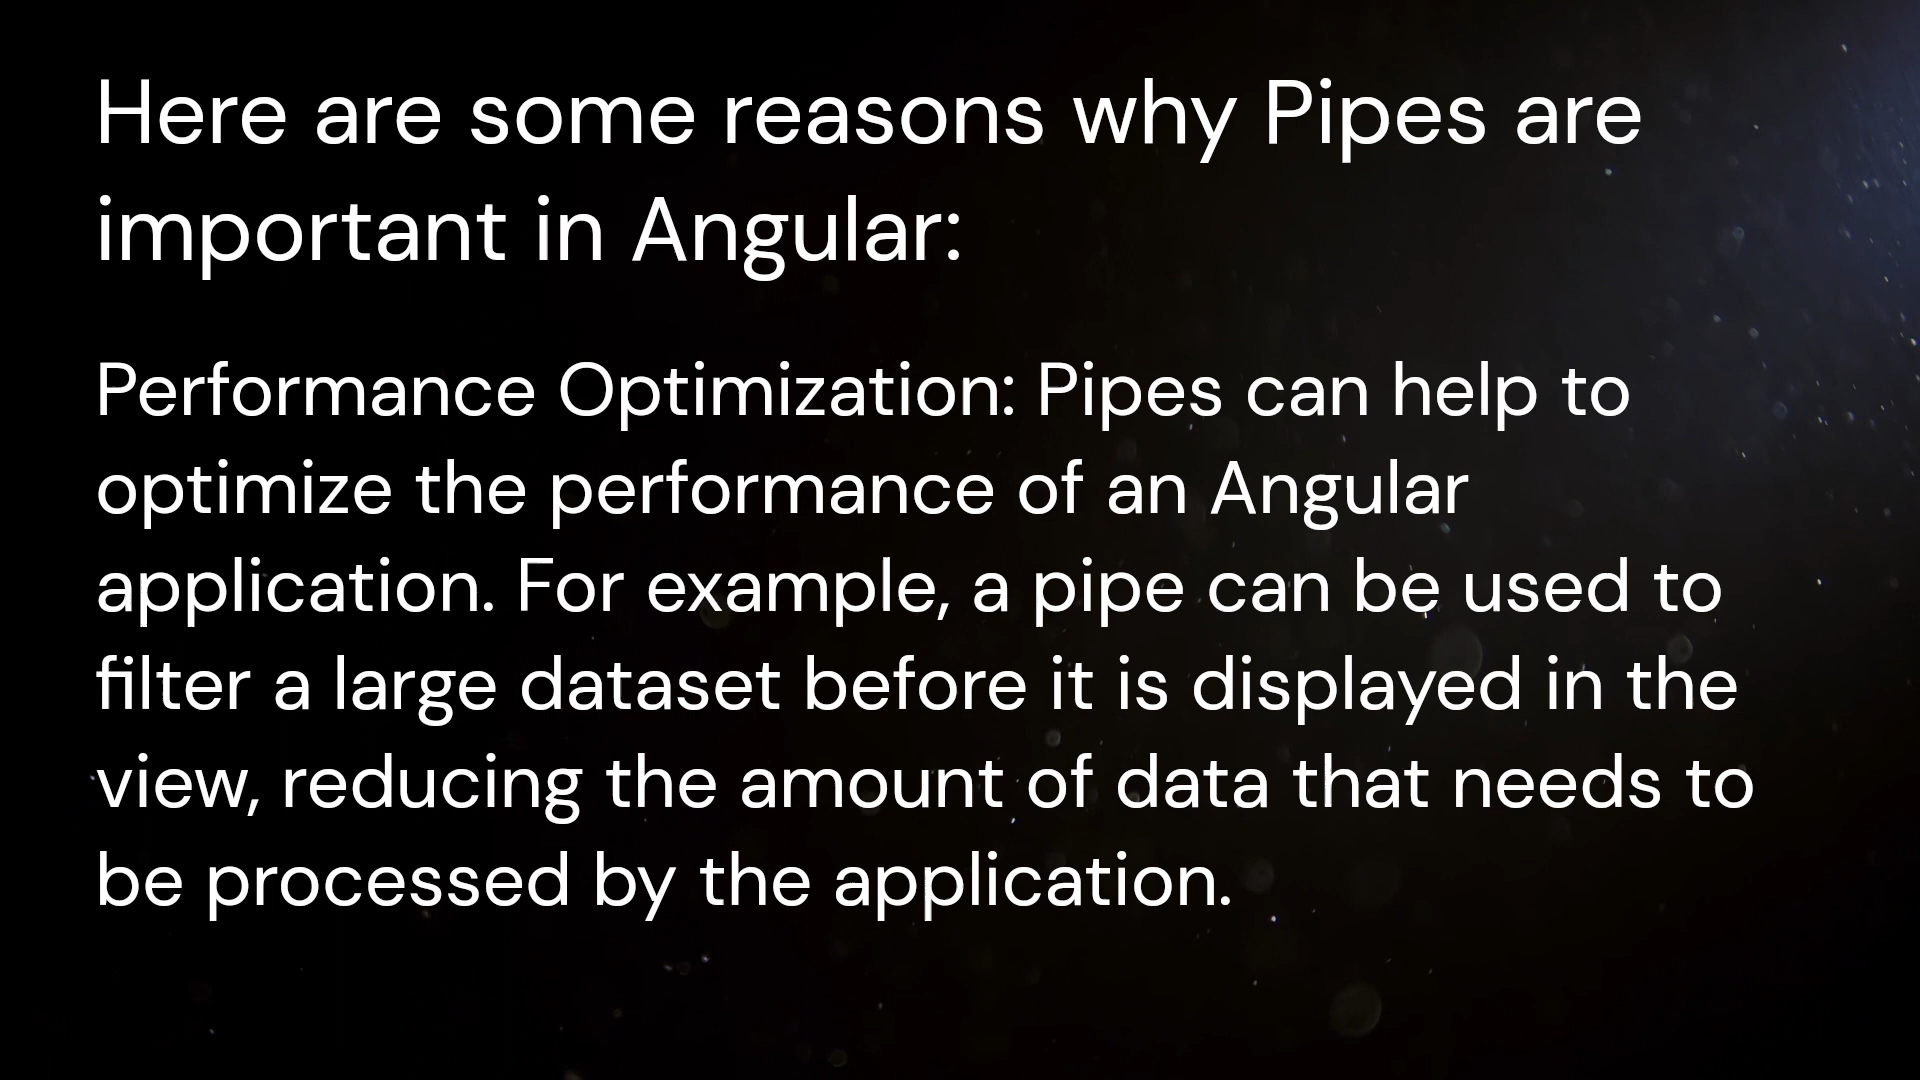 Here are some reasons why Pipes are
important in Angular:
Performance Optimization: Pipes can help to
optimize the performance of an Angular
application. For example, a pipe can be used to
filter a large dataset before it is displayed in the
view, reducing the amount of data that needs to
be processed by the application.